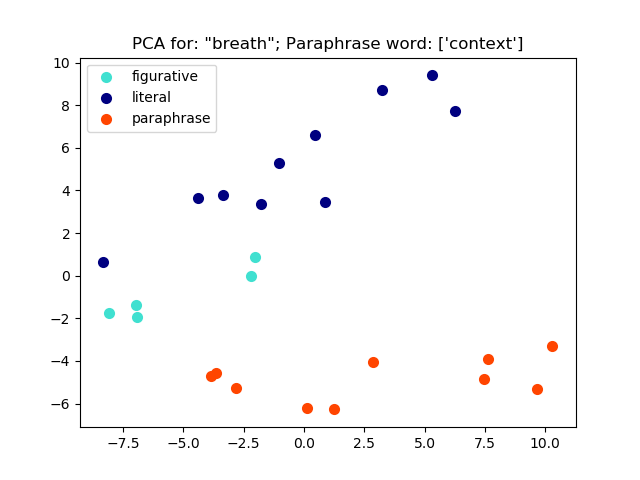 PCA for: "breath"; Paraphrase word: ['context']
figurative
literal
paraphrase
10
8
6
4
2
0
−2
−4
−6
−7.5 −5.0 −2.5 0.0 2.5 5.0 7.5 10.0